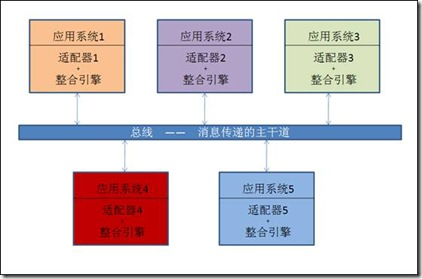 应用系统1
适配器1
+
整合引擎
应用系统2
适配器2
+
整合引擎
应用系统3
适配器3
+
整合引擎
总线 —— 消息传递的主干道
应用系统4
适配器4
+
整合引擎
应用系统5
适配器5
+
整合引擎